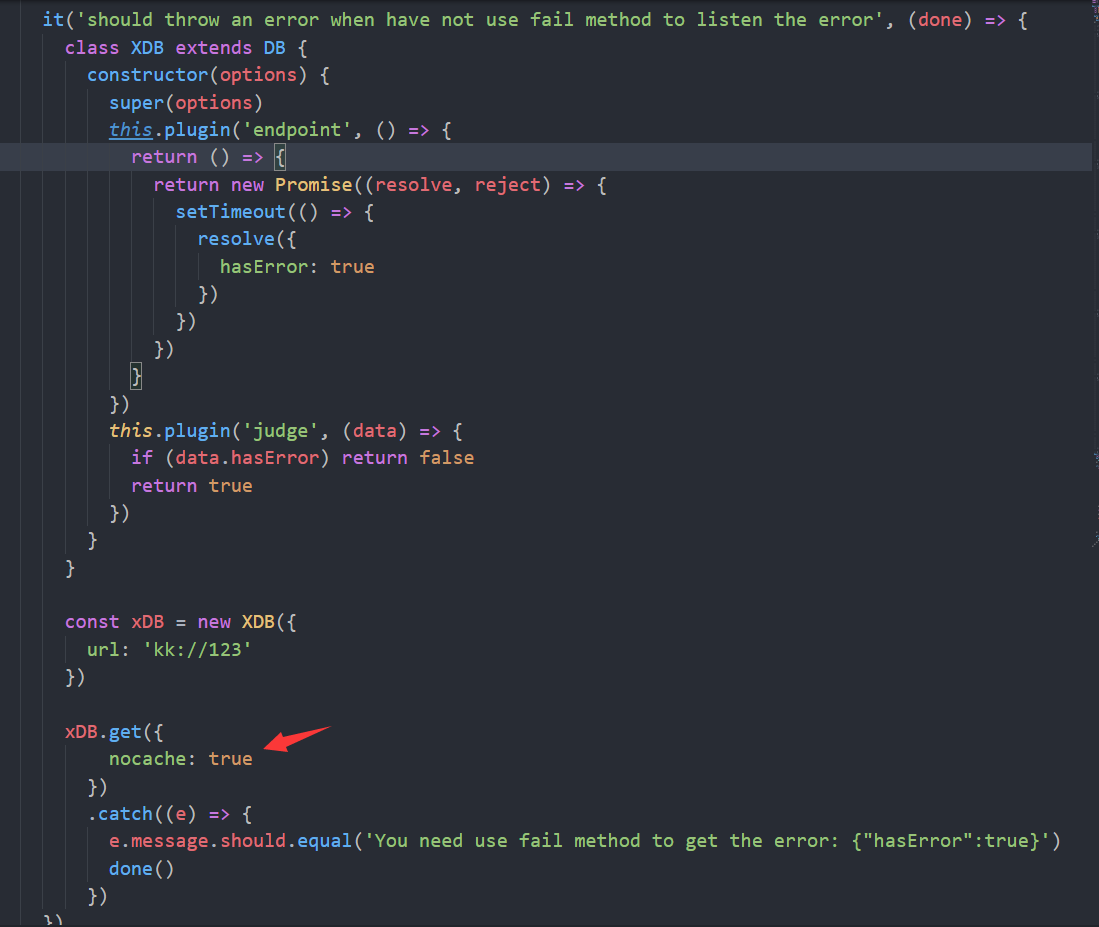 it('should throw an error when have not use fail method to listen the error', (done) => {
class XDB extends DB {
constructor(options) {
super(options)
this.plugin('endpoint', () => {
return () => {
return new Promise((resolve, reject) => {
setTimeout(() => {
resolve({
hasError: true
})
})
})
}
})
this.plugin('judge', (data) => {
if (data.hasError) return false
return true
})
}
}
const xDB = new XDB({
url: 'kk://123'
})
xDB.get({
nocache: true
})
.catch((e) => {
e.message.should.equal('You need use fail method to get the error: {"hasError":true}')
done()
})
})